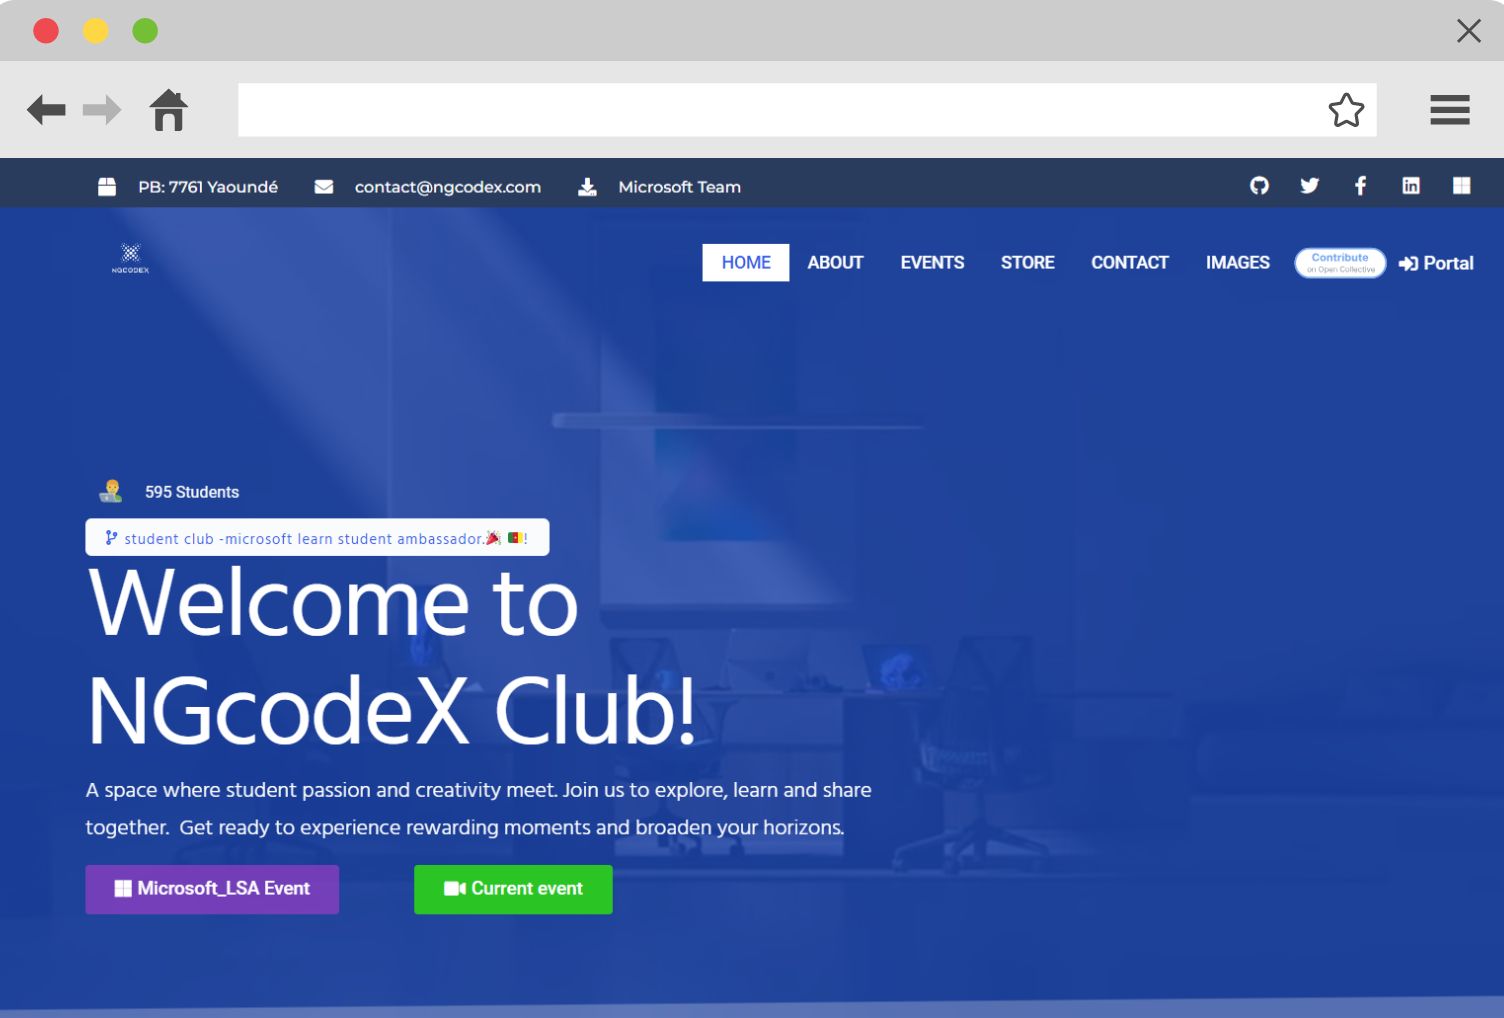 PB: 7761 Yaoundé
contact@ngcodex.com
Microsoft Team
NGCODEX
HOME
ABOUT
EVENTS
STORE
CONTACT
IMAGES
Contribute
on Open Collective
Portal
595 Students
student club -microsoft learn student ambassador.🎉 🇨🇲!
Welcome to
NGcodeX Club!
A space where student passion and creativity meet. Join us to explore, learn and share
together. Get ready to experience rewarding moments and broaden your horizons.
Microsoft_LSA Event
Current event